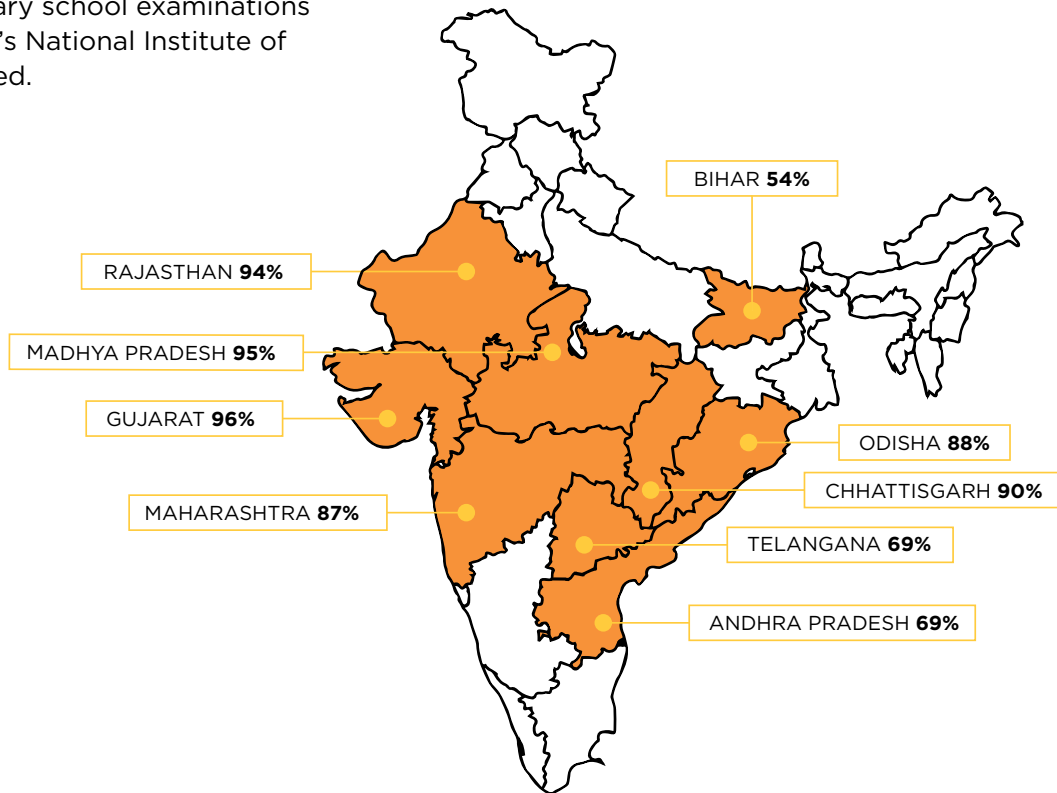 ary school examinations
's National Institute of
ed.
BIHAR 54%
RAJASTHAN 94%
MADHYA PRADESH 95%
GUJARAT 96%
ODISHA 88%
CHHATTISGARH 90%
MAHARASHTRA 87%
TELANGANA 69%
ANDHRA PRADESH 69%